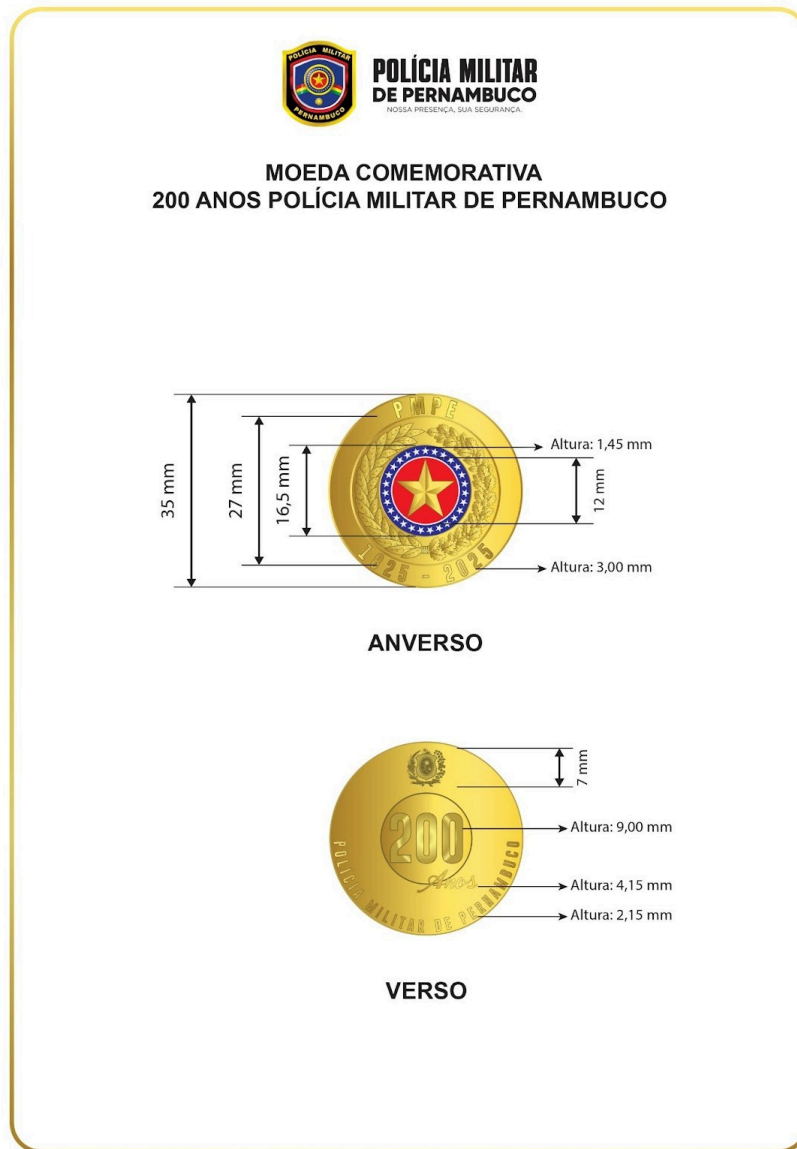 POLÍCIA MILITAR
PERNAMBUCO
POLÍCIA MILITAR
DE PERNAMBUCO
NOSSA PRESENÇA, SUA SEGURANÇA.
MOEDA COMEMORATIVA
200 ANOS POLÍCIA MILITAR DE PERNAMBUCO
35 mm
27 mm
16,5 mm
PMPE
1825 - 2025
Altura: 1,45 mm
12 mm
Altura: 3,00 mm
ANVERSO
7 mm
200
Anos
POLÍCIA MILITAR DE PERNAMBUCO
Altura: 9,00 mm
Altura: 4,15 mm
Altura: 2,15 mm
VERSO